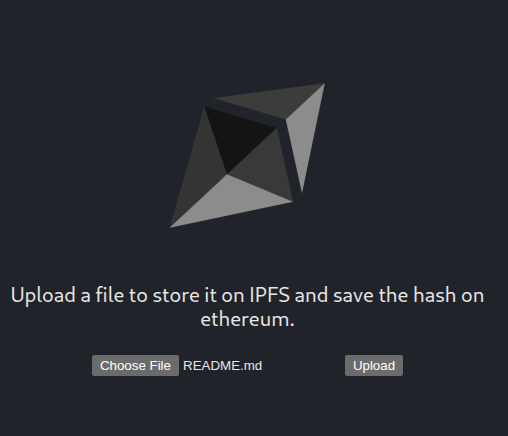 Upload a file to store it on IPFS and save the hash on
ethereum.
Choose File README.md Upload